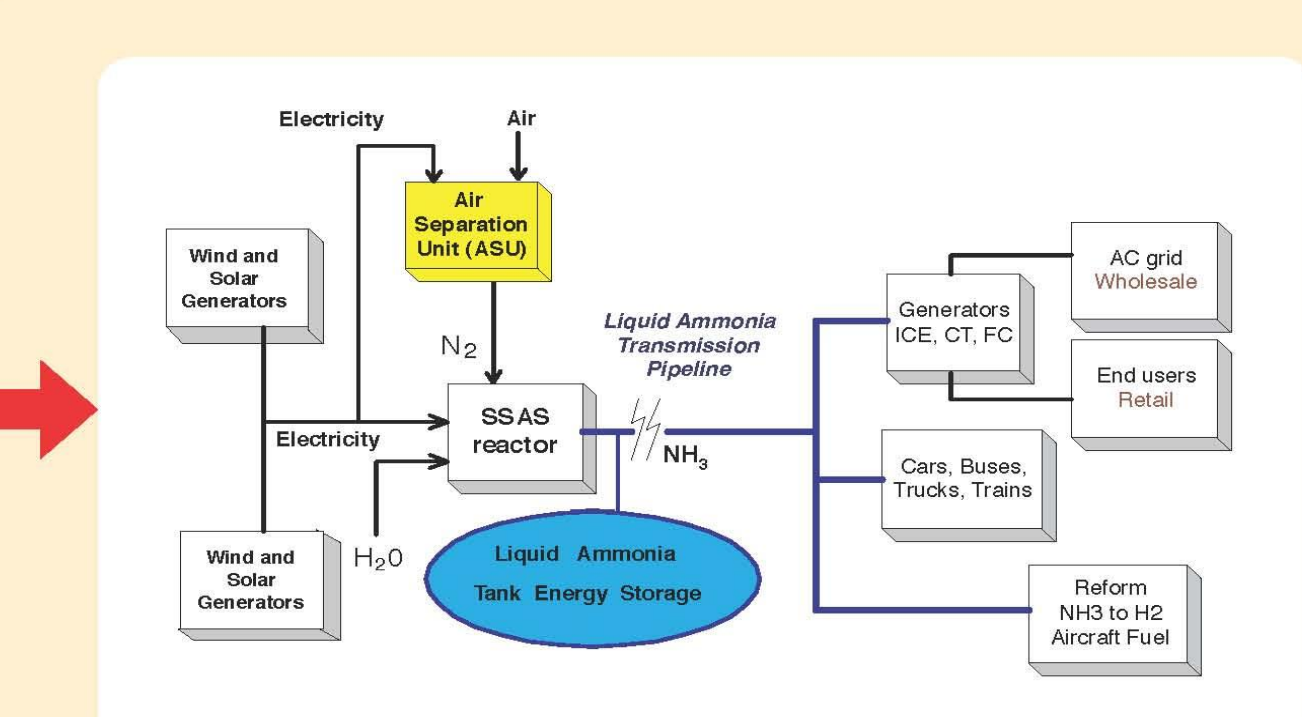 Electricity
Air
Air
Separation
Unit (ASU)
Wind and
Solar
Generators
N2
Liquid Ammonia
Transmission
Pipeline
Generators
ICE, CT, FC
AC grid
Wholesale
End users
Retail
Electricity
SSAS
reactor
NH3
Cars, Buses,
Trucks, Trains
Wind and
Solar
Generators
H20
Liquid Ammonia
Tank Energy Storage
Reform
NH3 to H2
Aircraft Fuel